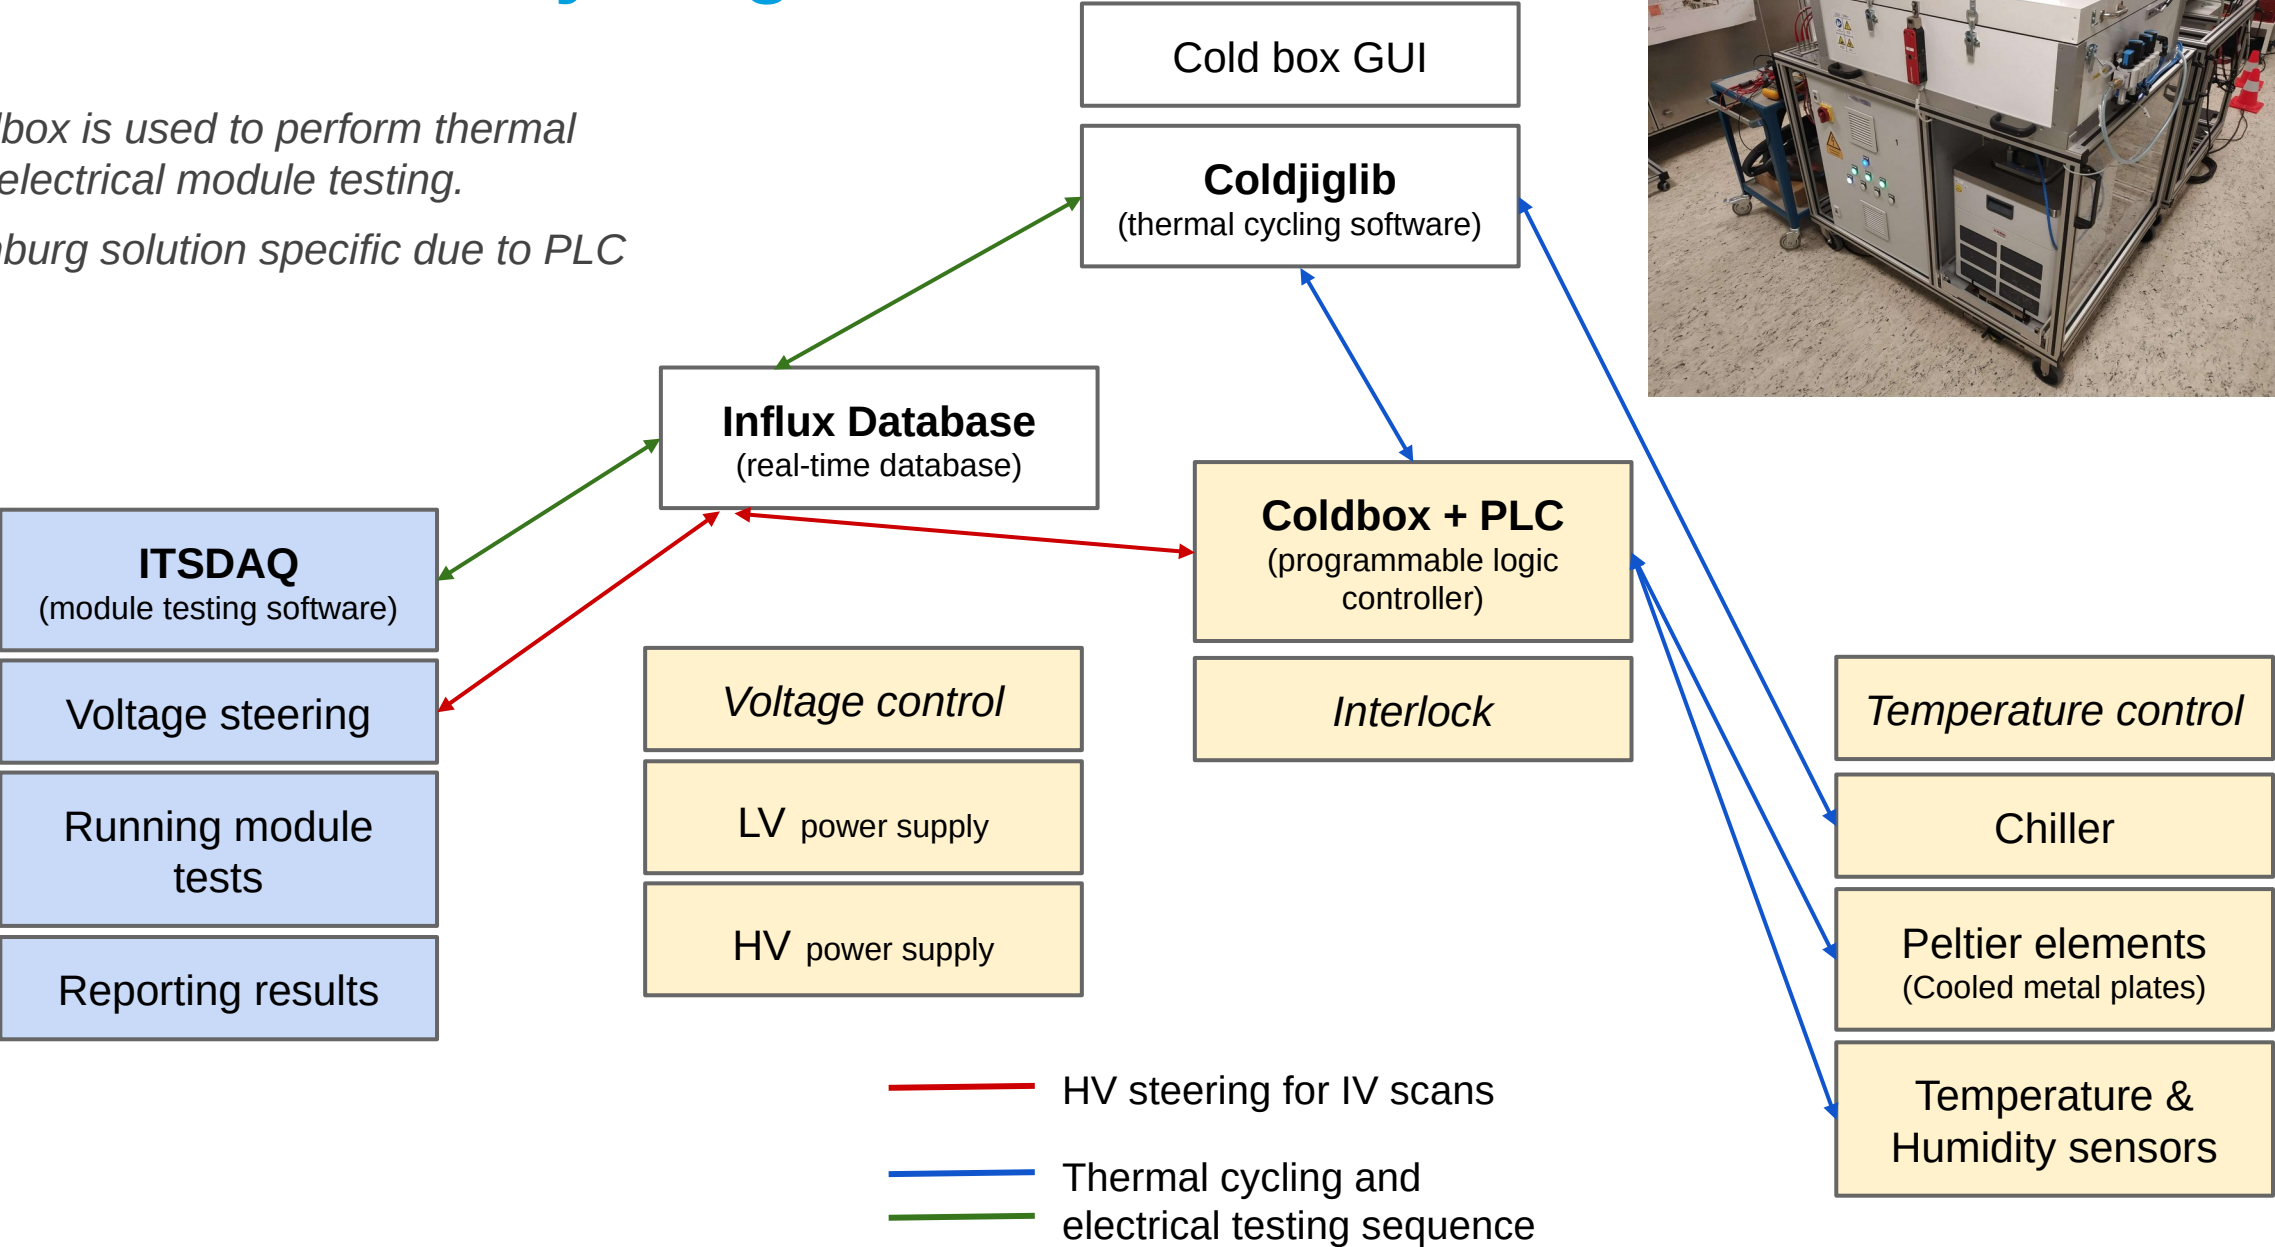 Cold box GUI
is used to perform thermal
electrical module testing.
solution specific due to PLC
Coldjiglib
(thermal cycling software)
Influx Database
(real-time database)
Coldbox + PLC
(programmable logic
controller)
Interlock
ITSDAQ
(module testing software)
Voltage steering
Running module
tests
Reporting results
Voltage control
LV power supply
HV power supply
Temperature control
Chiller
Peltier elements
(Cooled metal plates)
Temperature &
Humidity sensors
HV steering for IV scans
Thermal cycling and
electrical testing sequence